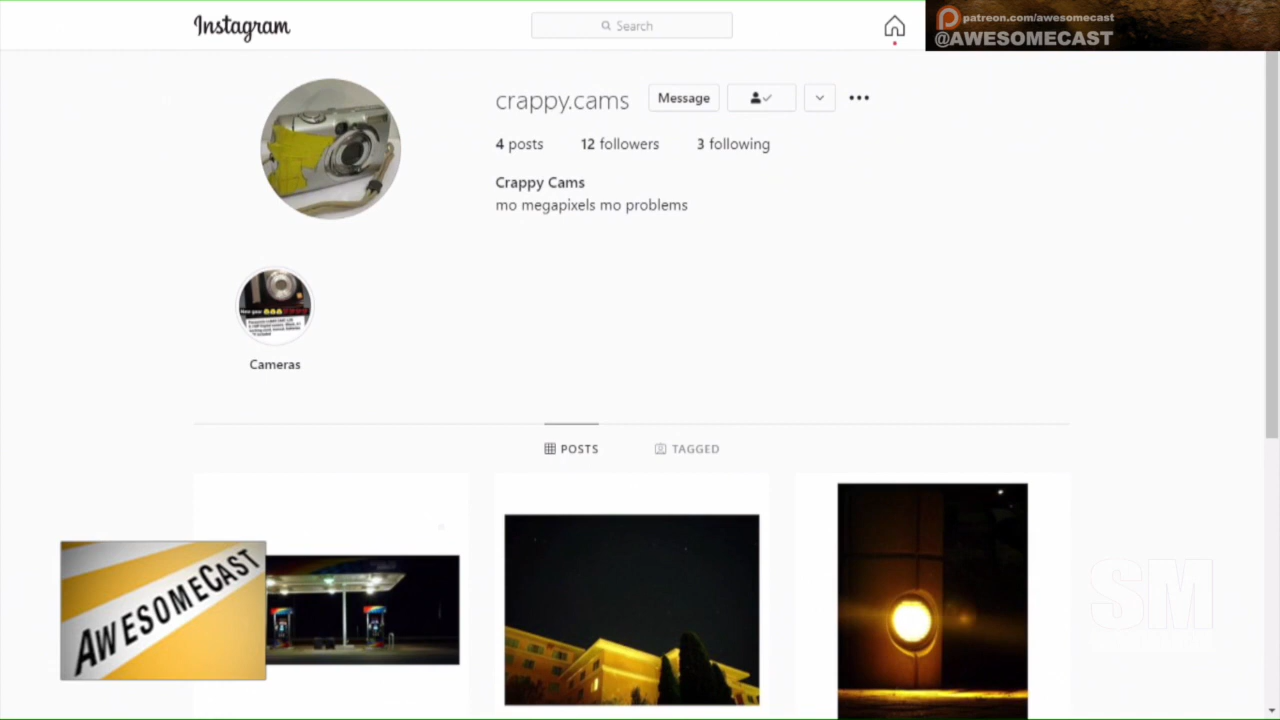 Instagram
Search
patreon.com/awesomecast
@AWESOMECAST
crappy.cams
Message
4 posts
12 followers
3 following
Crappy Cams
mo megapixels mo problems
Cameras
POSTS
TAGGED
AWESOMECAST
SM